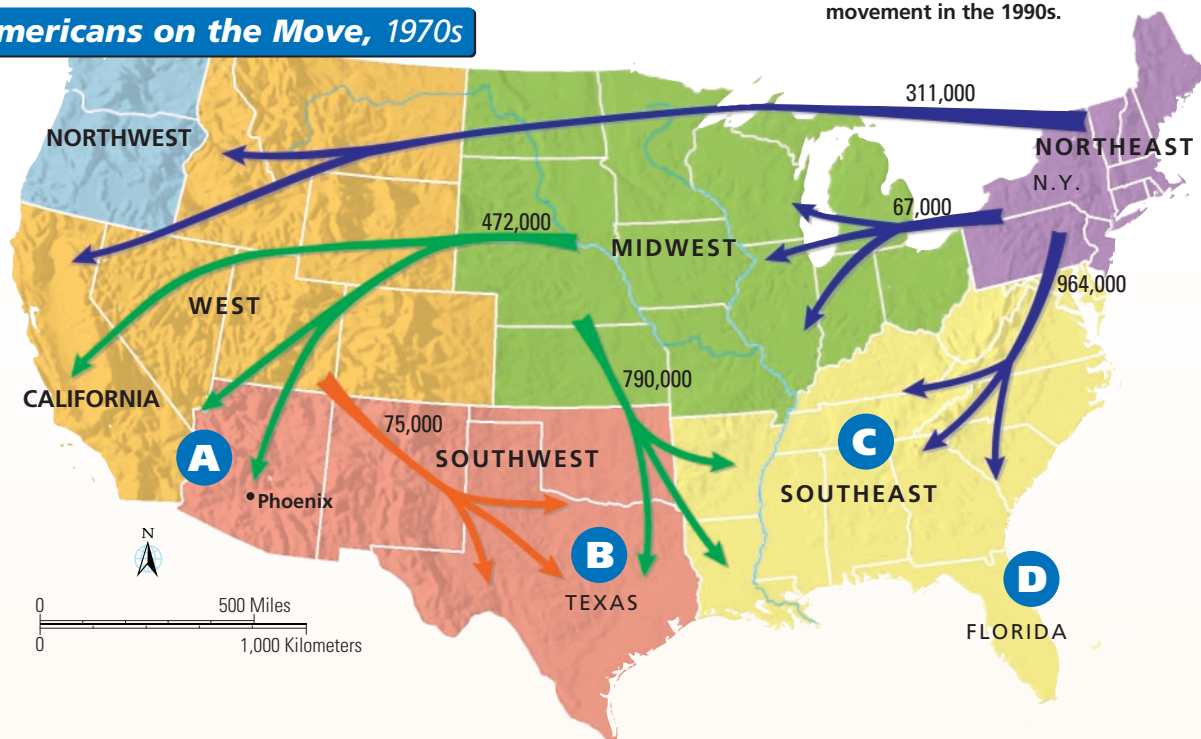 movement in the 1990s.
mericans on the Move, 1970s
311,000
NORTHWEST
NORTHEAST
N.Y.
67,000
472,000
MIDWEST
964,000
WEST
790,000
CALIFORNIA
75,000
A
SOUTHWEST
C
SOUTHEAST
Phoenix
N
B
TEXAS
D
FLORIDA
0 500 Miles
0 1,000 Kilometers